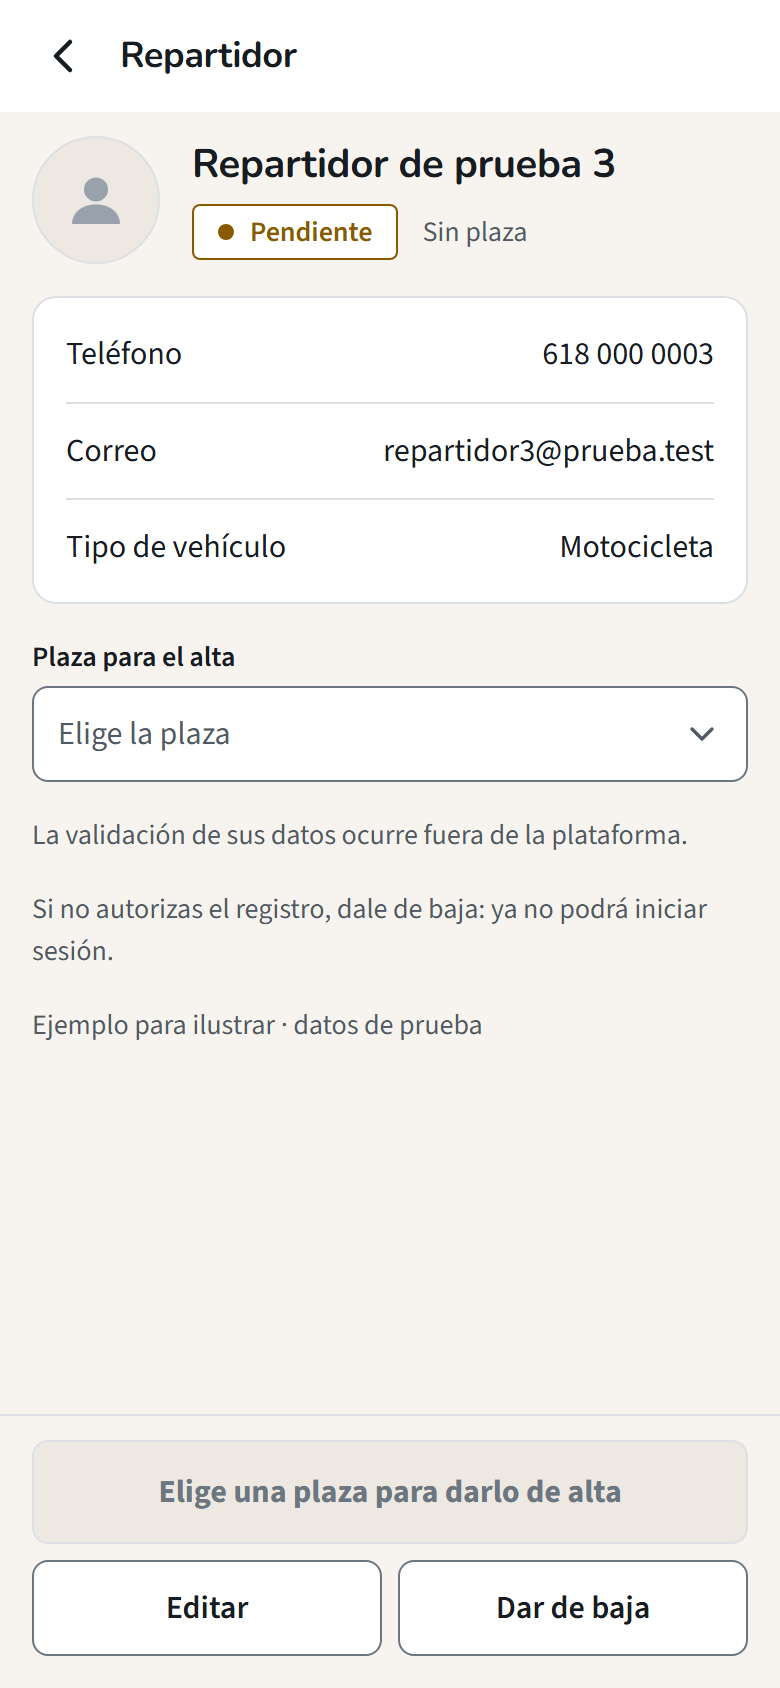 Repartidor
Repartidor de prueba 3
Pendiente
Sin plaza
Teléfono
618 000 0003
Correo
repartidor3@prueba.test
Tipo de vehículo
Motocicleta
Plaza para el alta
Elige la plaza
La validación de sus datos ocurre fuera de la plataforma.
Si no autorizas el registro, dale de baja: ya no podrá iniciar
sesión.
Ejemplo para ilustrar · datos de prueba
Elige una plaza para darlo de alta
Editar
Dar de baja